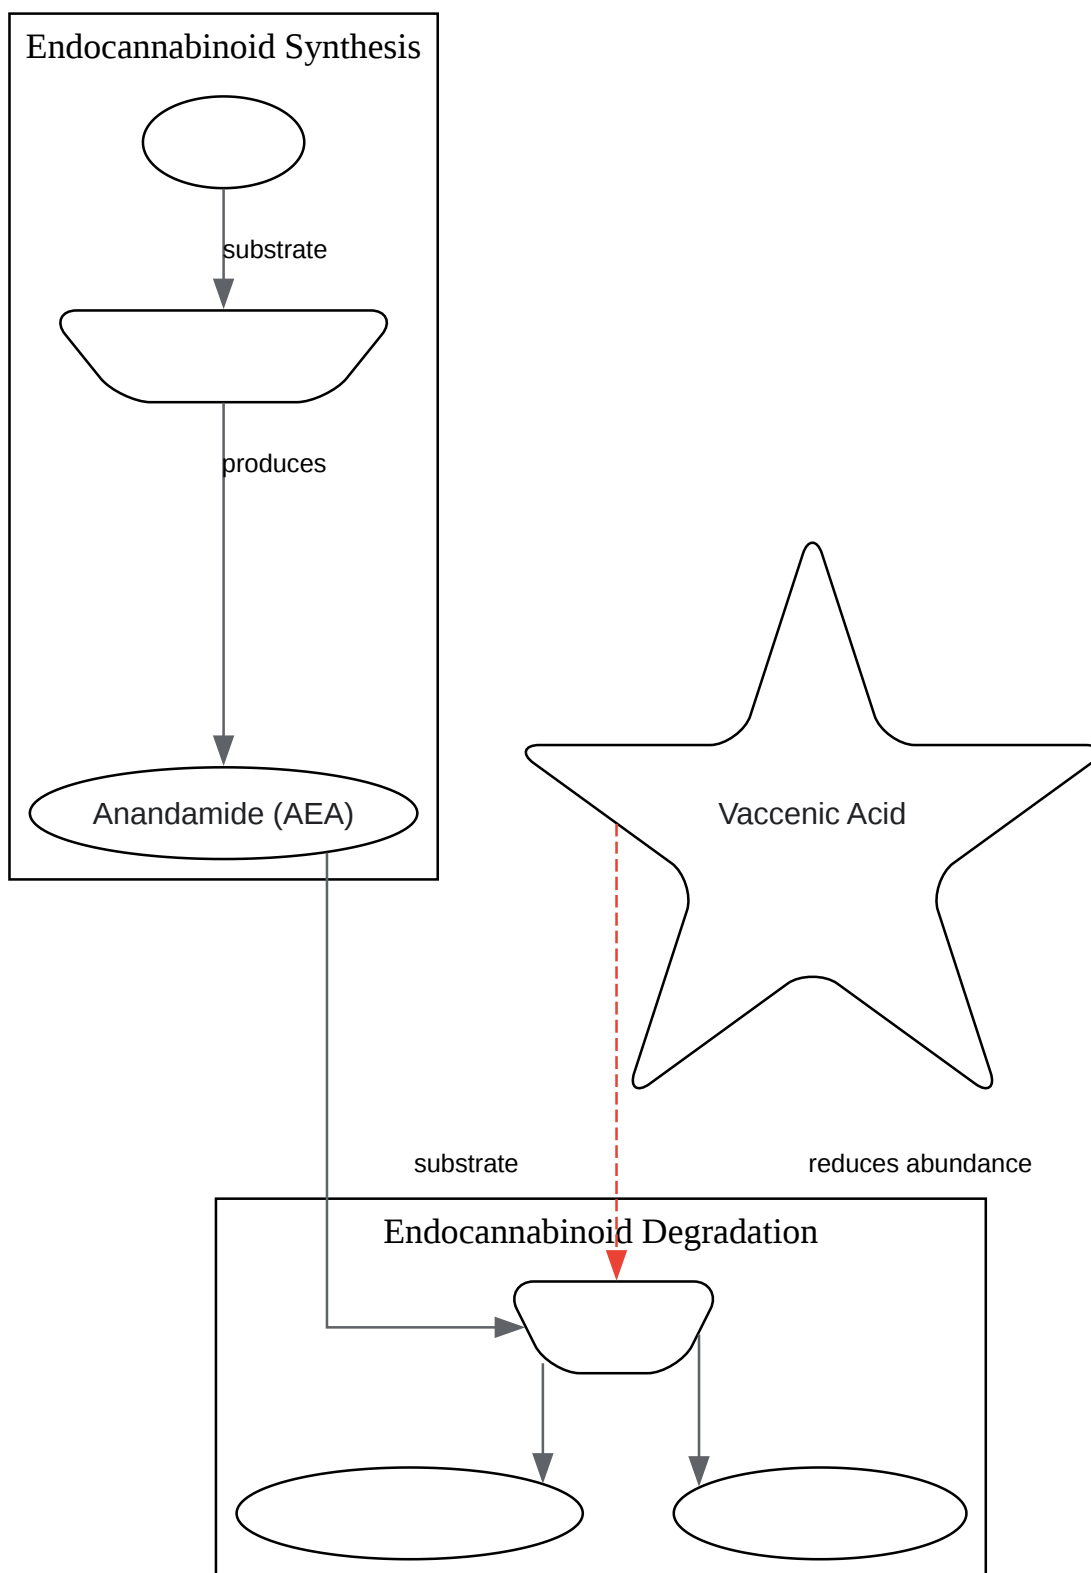 Endocannabinoid Synthesis
substrate
produces
Anandamide (AEA)
Vaccenic Acid
substrate
reduces abundance
Endocannabinoid Degradation